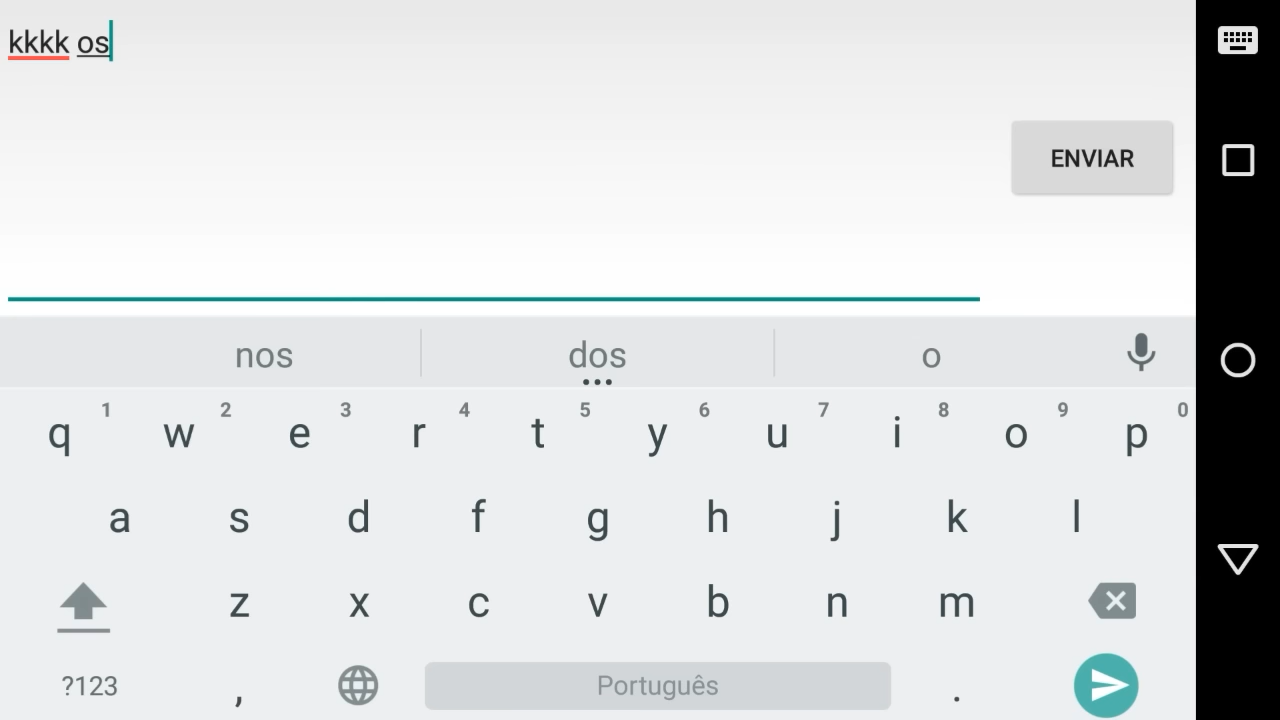 kkkk os
ENVIAR
nos dos o
q 1 w 2 e 3 r 4 t 5 y 6 u 7 i 8 o 9 p 0
a s d f g h j k l
z x c v b n m
?123 , Português .